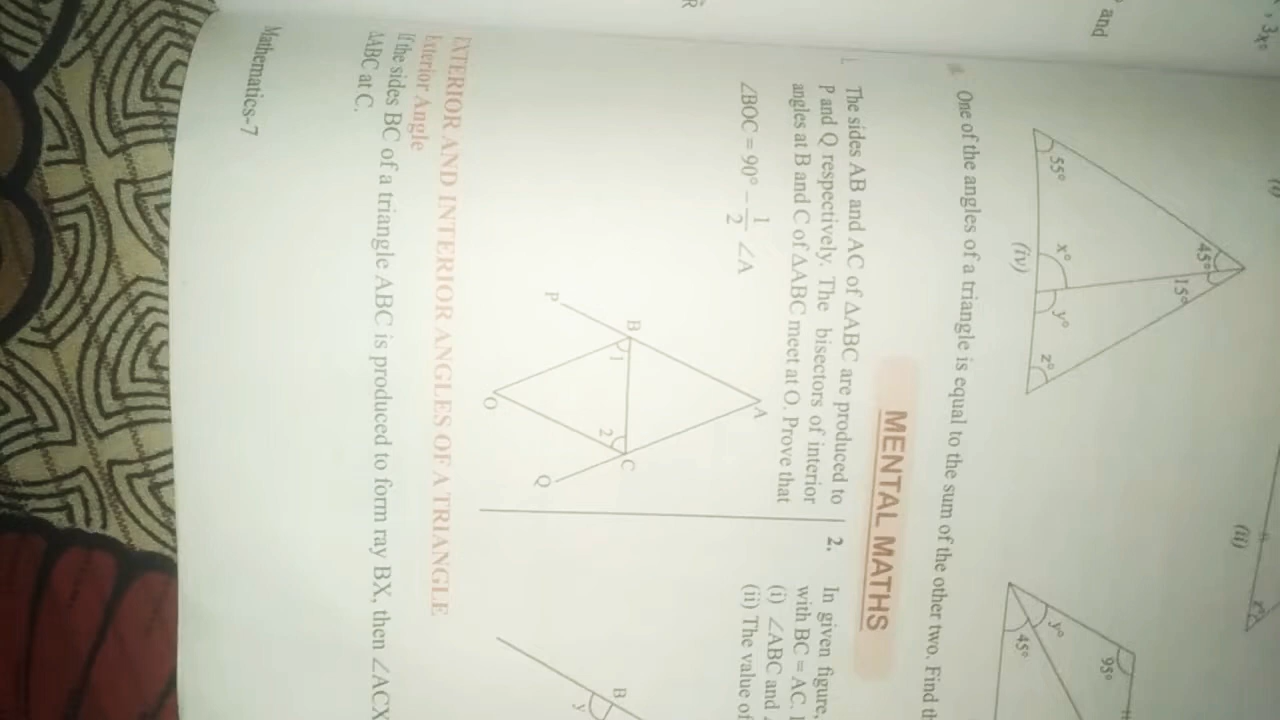 , 3x°
and
(i)
(ii)
45° 15°
55° x° y° z°
(iv)
95°
y°
45°
One of the angles of a triangle is equal to the sum of the other two. Find
MENTAL MATHS
The sides AB and AC of ΔABC are produced to
P and Q respectively. The bisectors of interior
angles at B and C of ΔABC meet at O. Prove that
∠BOC = 90° – 1/2 ∠A
A
B C
1 2
P Q
O
2. In given figure,
with BC = AC.
(i) ∠ABC and
(ii) The value of
B
y
EXTERIOR AND INTERIOR ANGLES OF A TRIANGLE
Exterior Angle
If the sides BC of a triangle ABC is produced to form ray BX, then ∠ACX
ΔABC at C.
Mathematics-7